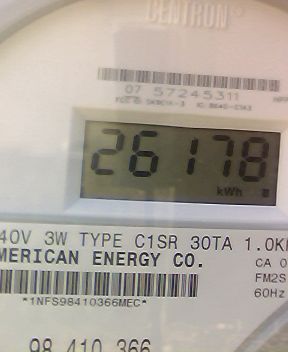 CENTRON
07 57245311
26178
kWh
40V 3W TYPE C1SR 30TA 1.0K
MERICAN ENERGY CO.
CA 0
FM2S
*1NFS98410366MEC*
60Hz
98 410 366